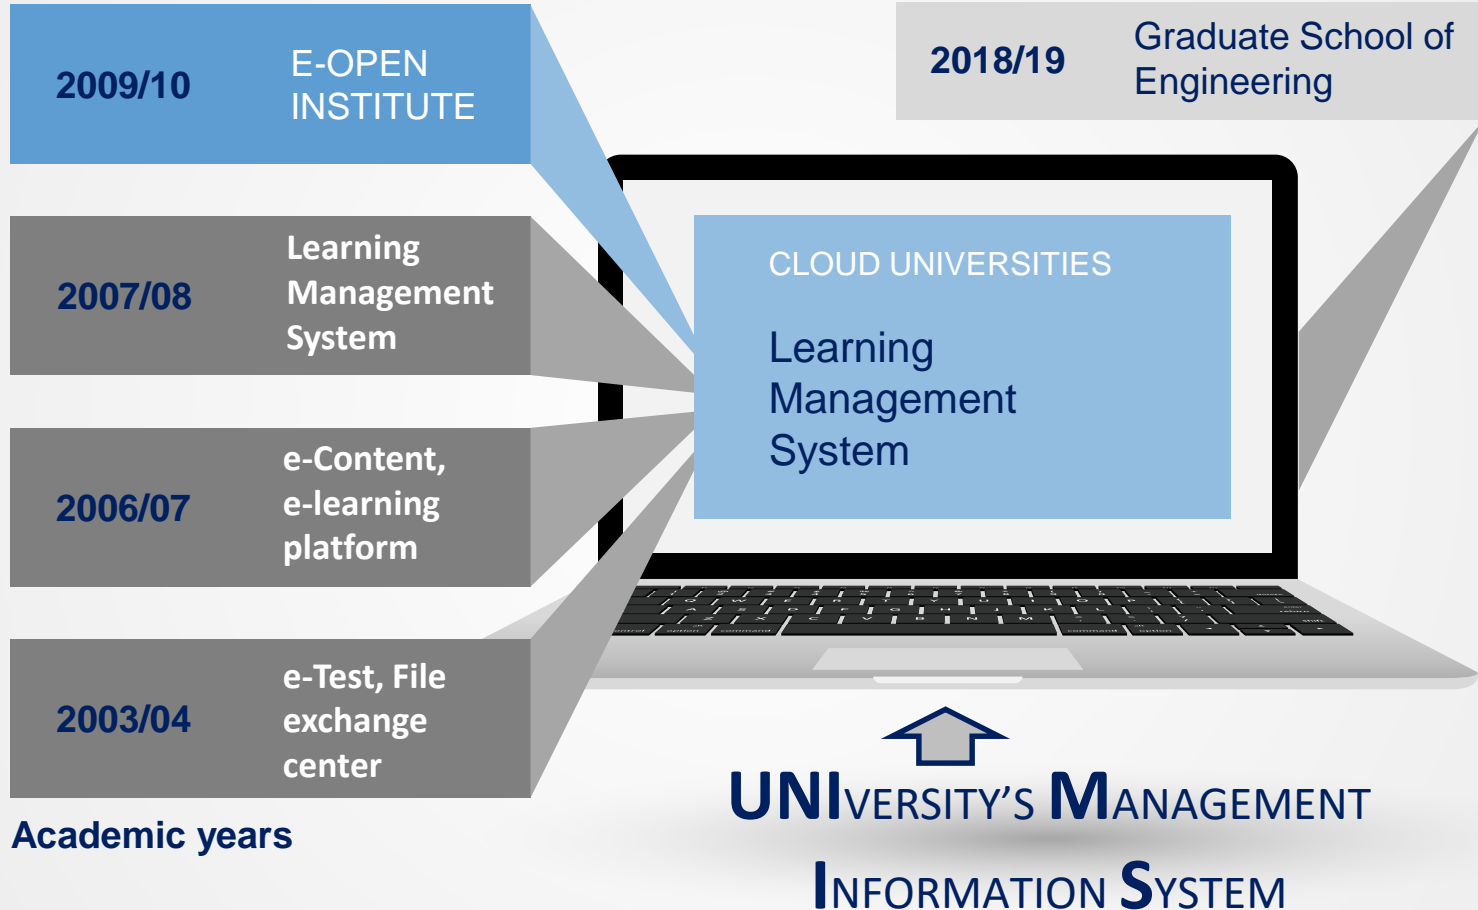 2009/10
E-OPEN
INSTITUTE
2007/08
Learning
Management
System
2006/07
e-Content,
e-learning
platform
2003/04
e-Test, File
exchange
center
Academic years
2018/19
Graduate School of
Engineering
CLOUD UNIVERSITIES
Learning
Management
System
UNIVERSITY'S MANAGEMENT
INFORMATION SYSTEM